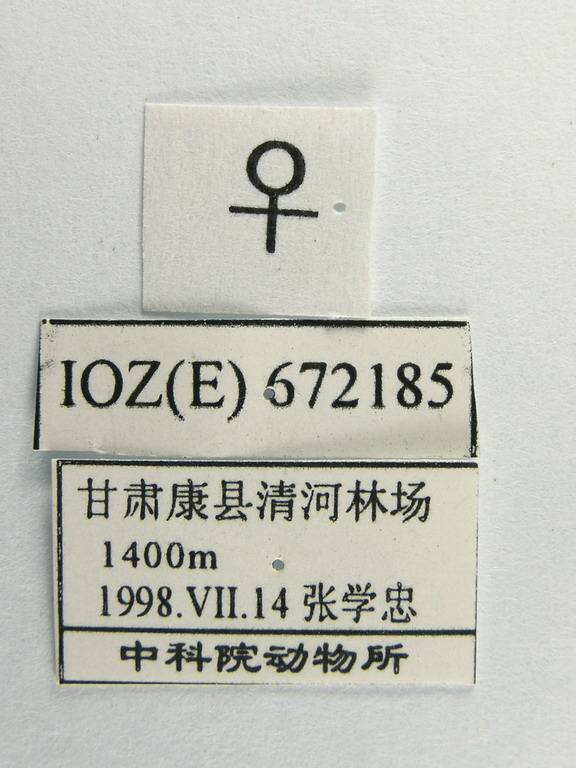 ♀
IOZ(E) 672185
甘肃康县清河林场
1400m
1998.VII.14 张学忠
中科院动物所